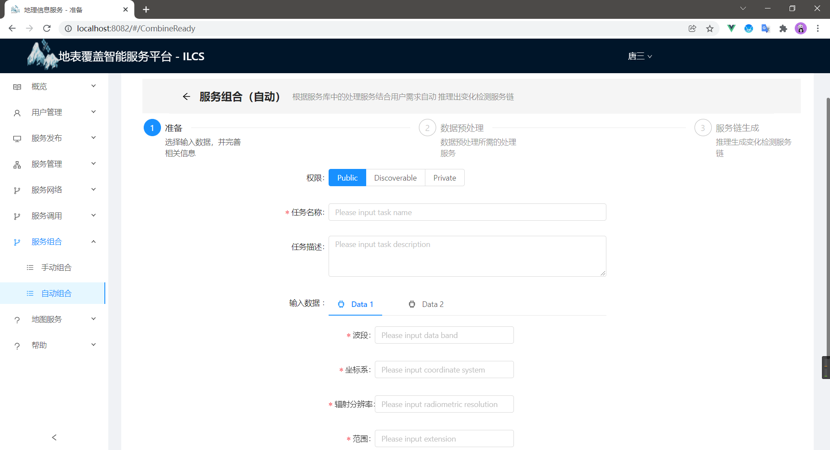 地理信息服务 - 准备
localhost:8082/#/CombineReady
地表覆盖智能服务平台 - ILCS
唐三
概览
用户管理
服务发布
服务管理
服务网络
服务调用
服务组合
手动组合
自动组合
地图服务
帮助
服务组合（自动） 根据服务库中的处理服务结合用户需求自动 推理出变化检测服务链
1 准备
选择输入数据，并完善
相关信息
2 数据预处理
数据预处理所需的处理
服务
3 服务链生成
推理生成变化检测服务
链
权限: Public Discoverable Private
* 任务名称: Please input task name
任务描述: Please input task description
输入数据 : Data 1 Data 2
* 波段: Please input data band
* 坐标系: Please input coordinate system
* 辐射分辨率: Please input radiometric resolution
* 范围: Please input extension